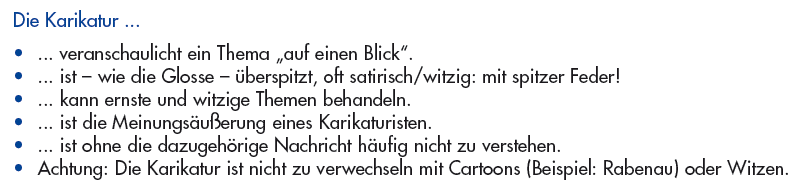 Die Karikatur ...
• ... veranschaulicht ein Thema „auf einen Blick“.
• ... ist – wie die Glosse – überspitzt, oft satirisch/witzig: mit spitzer Feder!
• ... kann ernste und witzige Themen behandeln.
• ... ist die Meinungsäußerung eines Karikaturisten.
• ... ist ohne die dazugehörige Nachricht häufig nicht zu verstehen.
• Achtung: Die Karikatur ist nicht zu verwechseln mit Cartoons (Beispiel: Rabenau) oder Witzen.